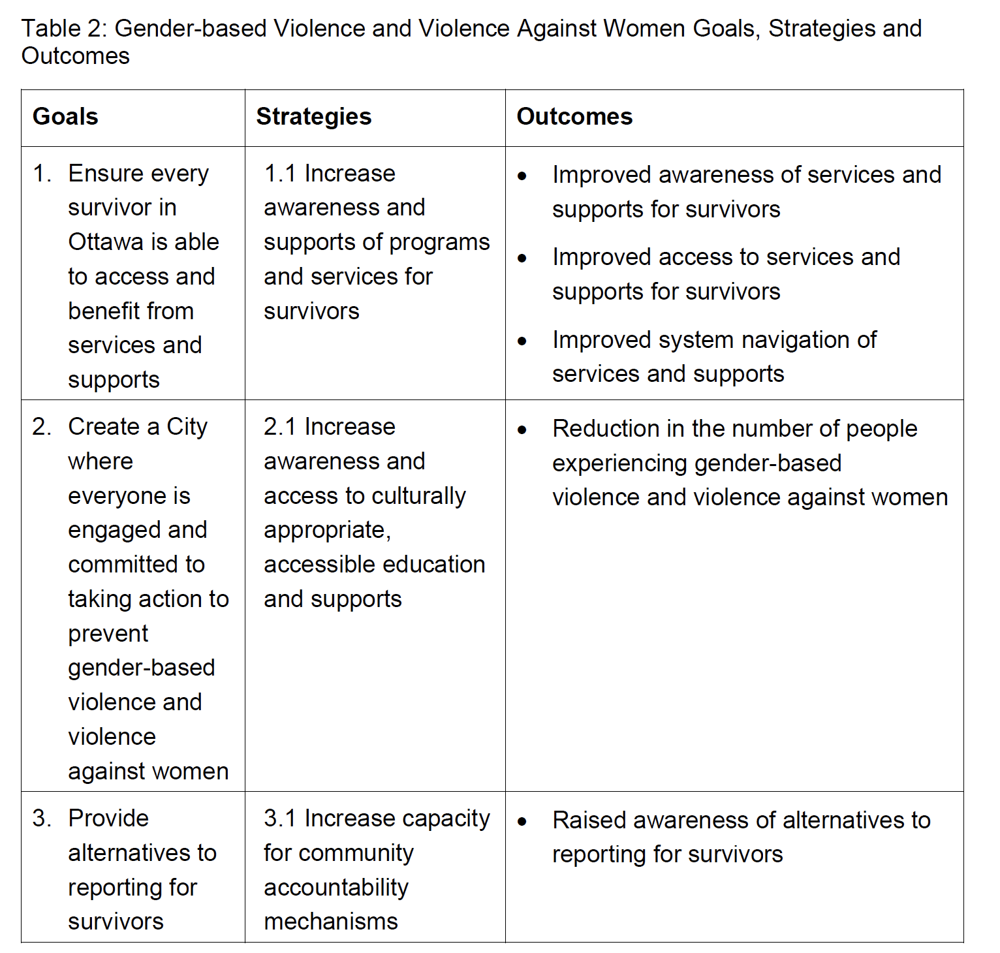 Table 2: Gender-based Violence and Violence Against Women Goals, Strategies and
Outcomes
Goals
Strategies
Outcomes
1. Ensure every
survivor in
Ottawa is able
to access and
benefit from
services and
supports
1.1 Increase
awareness and
supports of programs
and services for
survivors
• Improved awareness of services and
supports for survivors
• Improved access to services and
supports for survivors
• Improved system navigation of
services and supports
2. Create a City
where
everyone is
engaged and
committed to
taking action to
prevent
gender-based
violence and
violence
against women
2.1 Increase
awareness and
access to culturally
appropriate,
accessible education
and supports
• Reduction in the number of people
experiencing gender-based
violence and violence against women
3. Provide
alternatives to
reporting for
survivors
3.1 Increase capacity
for community
accountability
mechanisms
• Raised awareness of alternatives to
reporting for survivors